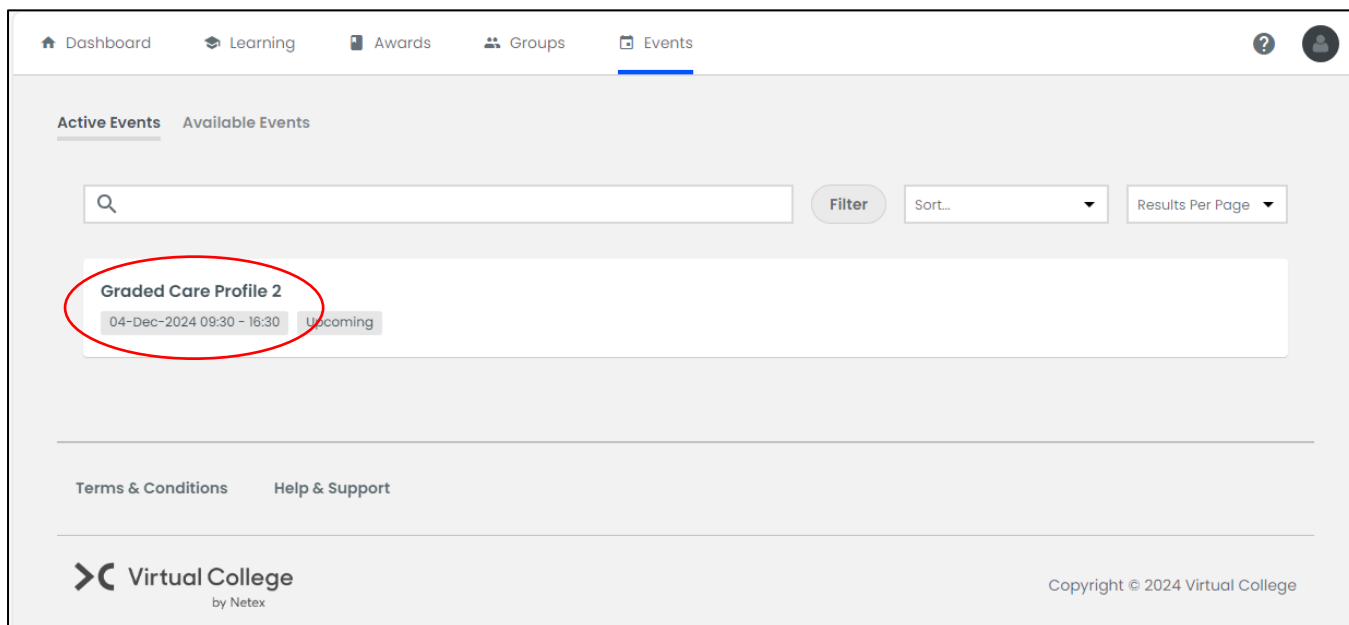 Dashboard Learning Awards Groups Events ?
Active Events Available Events
Filter Sort... Results Per Page
Graded Care Profile 2
04-Dec-2024 09:30 - 16:30 Upcoming
Terms & Conditions Help & Support
Virtual College
by Netex
Copyright © 2024 Virtual College